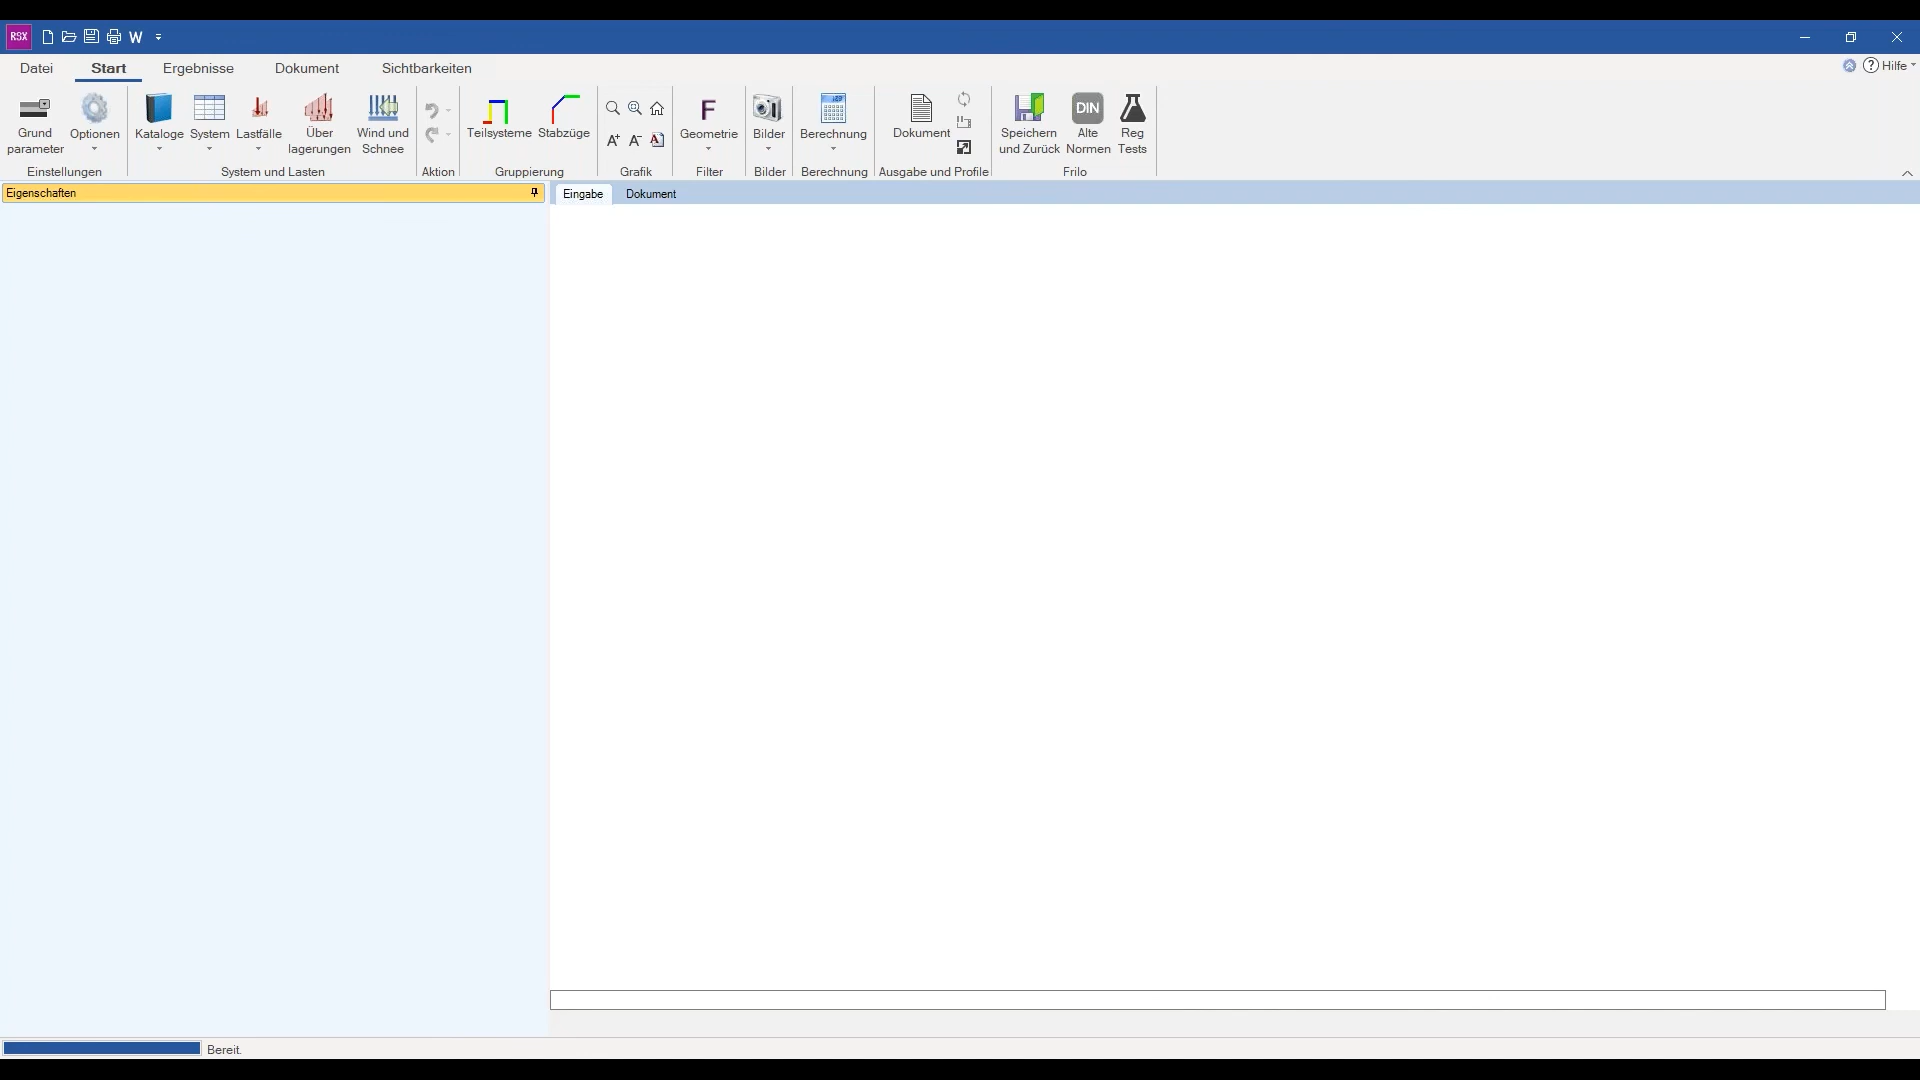 RSX W
Datei Start Ergebnisse Dokument Sichtbarkeiten Hilfe
Grund
parameter
Optionen
Einstellungen
Kataloge
System
Lastfälle
Über
lagerungen
Wind und
Schnee
System und Lasten
Aktion
Teilsysteme
Stabzüge
Gruppierung
A+ A- A
Grafik
F
Geometrie
Filter
Bilder
Bilder
Berechnung
Berechnung
Dokument
Ausgabe und Profile
Speichern
und Zurück
DIN
Alte
Normen
Reg
Tests
Frilo
Eigenschaften
Eingabe Dokument
Bereit.